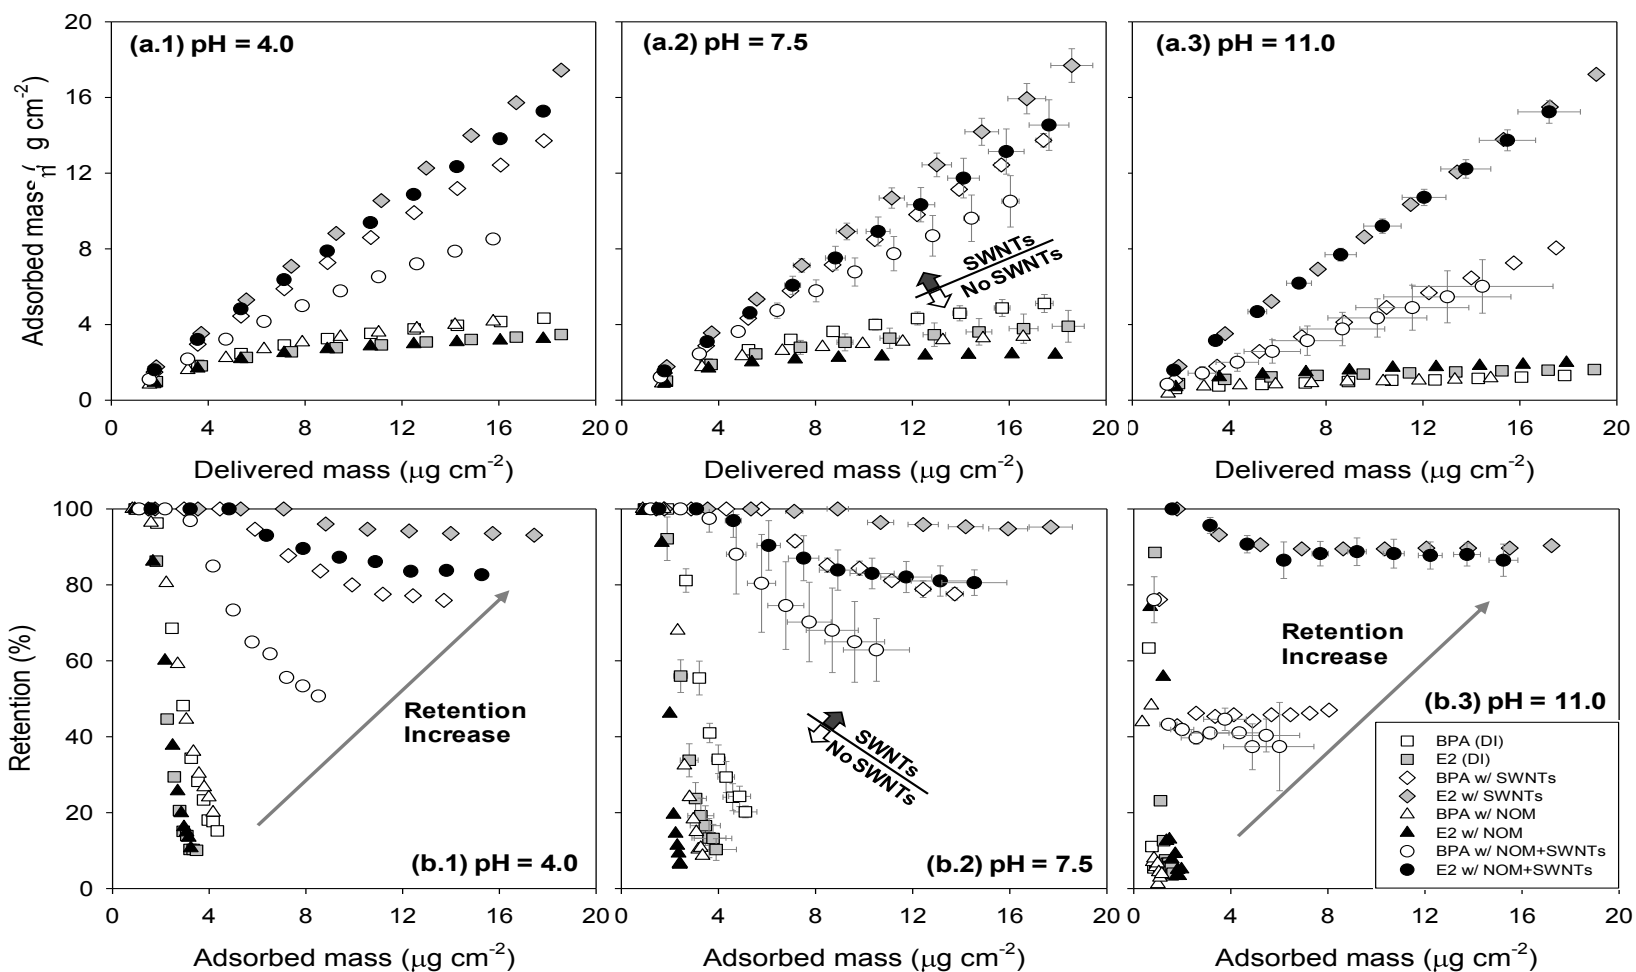 (a.1) pH = 4.0
(a.2) pH = 7.5
(a.3) pH = 11.0
20
16
12
8
4
0
Adsorbed mass ( g cm-2)
SWNTs
No SWNTs
0 4 8 12 16 20
0 4 8 12 16 20
0 4 8 12 16 20
Delivered mass (μg cm-2)
Delivered mass (μg cm-2)
Delivered mass (μg cm-2)
100
80
60
40
20
0
Retention (%)
Retention
Increase
(b.1) pH = 4.0
SWNTs
No SWNTs
(b.2) pH = 7.5
Retention
Increase
(b.3) pH = 11.0
BPA (DI)
E2 (DI)
BPA w/ SWNTs
E2 w/ SWNTs
BPA w/ NOM
E2 w/ NOM
BPA w/ NOM+SWNTs
E2 w/ NOM+SWNTs
0 4 8 12 16 20
0 4 8 12 16 20
0 4 8 12 16 20
Adsorbed mass (μg cm-2)
Adsorbed mass (μg cm-2)
Adsorbed mass (μg cm-2)